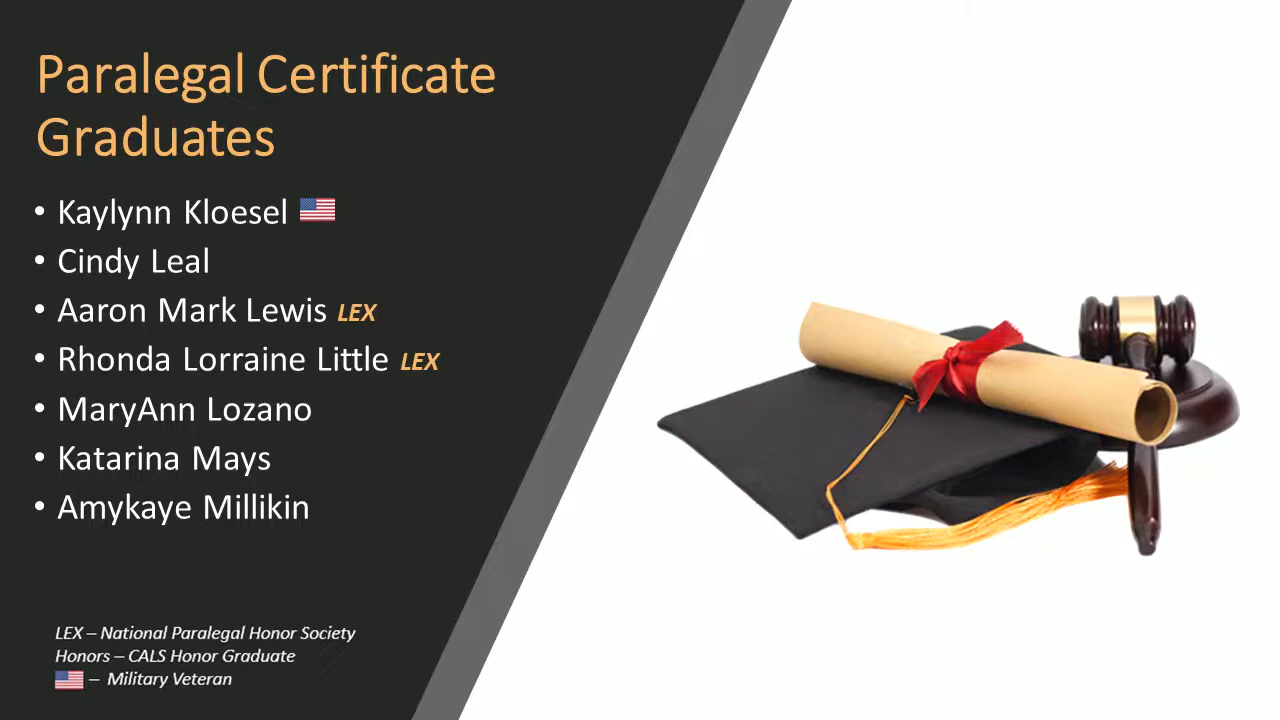 Paralegal Certificate
Graduates
• Kaylynn Kloesel
• Cindy Leal
• Aaron Mark Lewis LEX
• Rhonda Lorraine Little LEX
• MaryAnn Lozano
• Katarina Mays
• Amykaye Millikin
LEX – National Paralegal Honor Society
Honors – CALS Honor Graduate
– Military Veteran